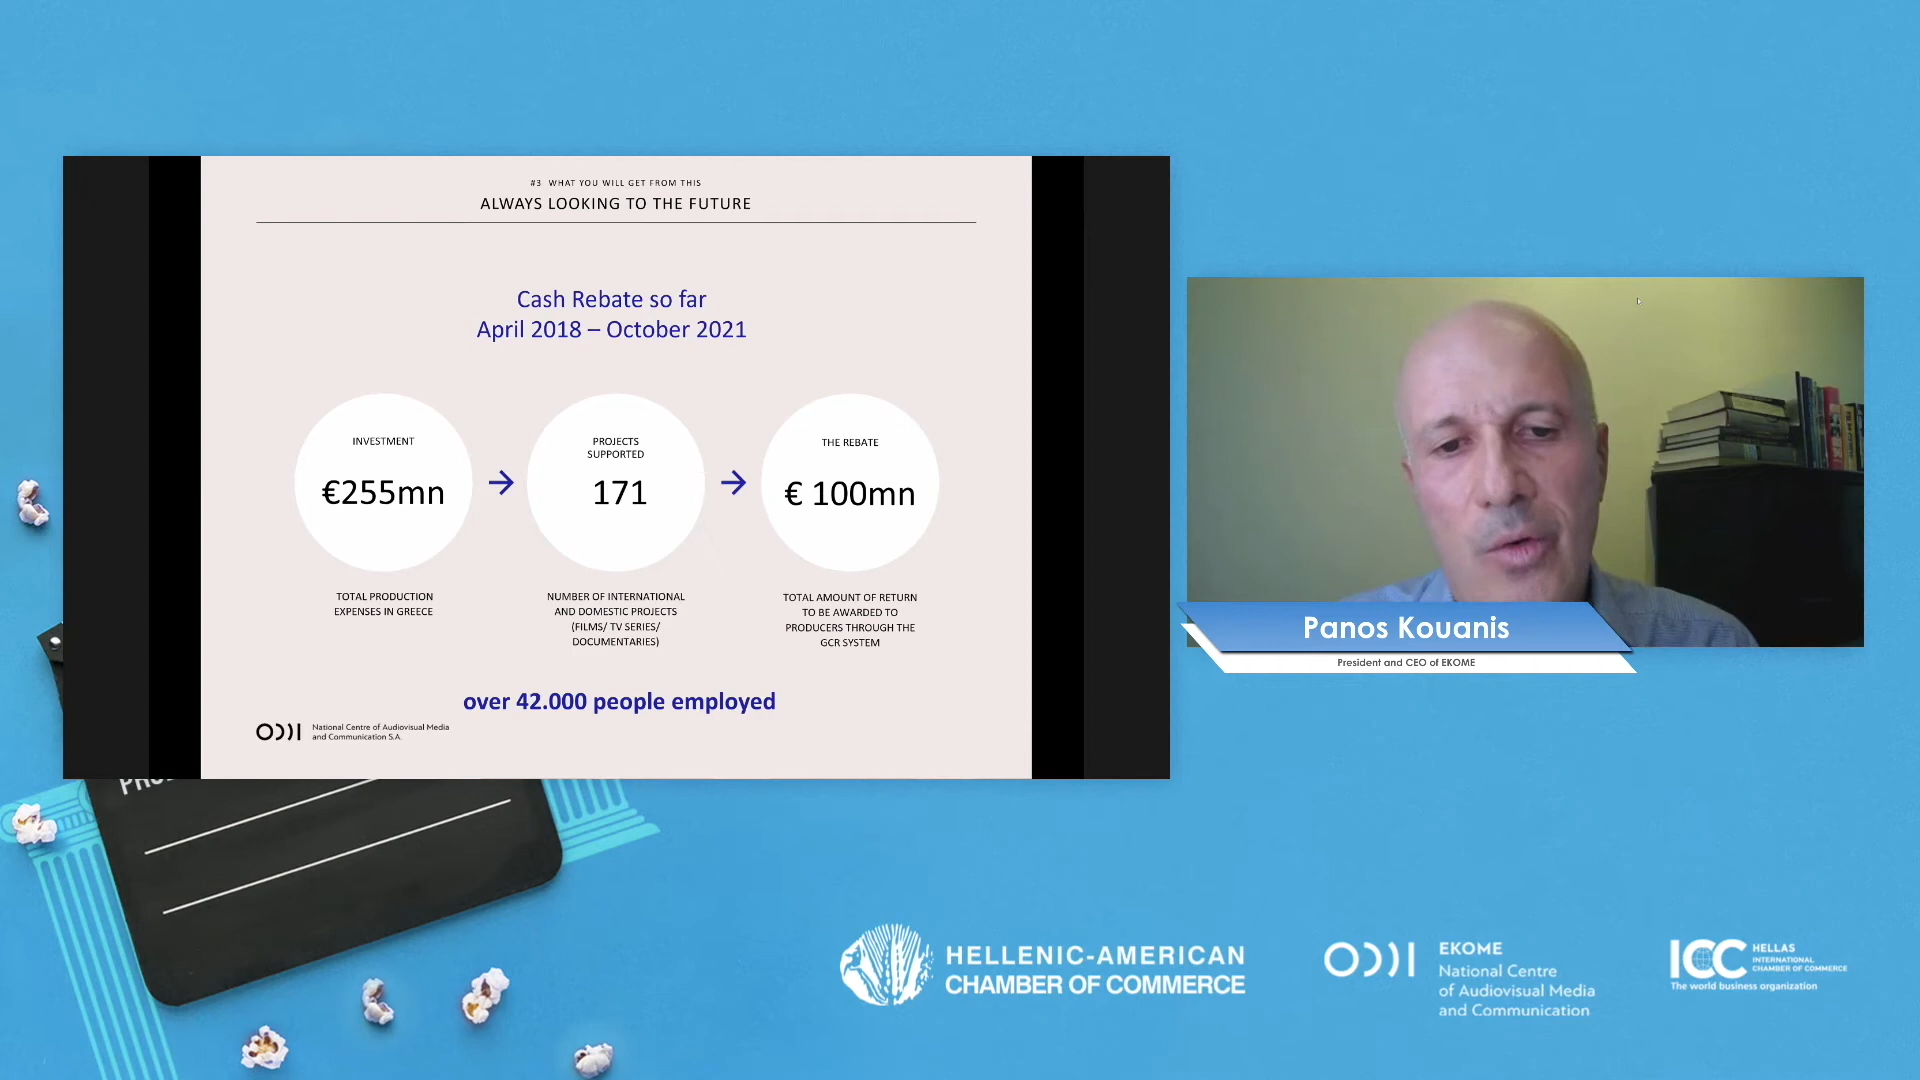 #3 WHAT YOU WILL GET FROM THIS
ALWAYS LOOKING TO THE FUTURE
Cash Rebate so far
April 2018 – October 2021
INVESTMENT
€255mn
TOTAL PRODUCTION
EXPENSES IN GREECE
PROJECTS
SUPPORTED
171
NUMBER OF INTERNATIONAL
AND DOMESTIC PROJECTS
(FILMS/ TV SERIES/
DOCUMENTARIES)
THE REBATE
€ 100mn
TOTAL AMOUNT OF RETURN
TO BE AWARDED TO
PRODUCERS THROUGH THE
GCR SYSTEM
over 42.000 people employed
National Centre of Audiovisual Media
and Communication S.A.
Panos Kouanis
President and CEO of EKOME
HELLENIC-AMERICAN
CHAMBER OF COMMERCE
EKOME
National Centre
of Audiovisual Media
and Communication
ICC
HELLAS
INTERNATIONAL
CHAMBER OF COMMERCE
The world business organization